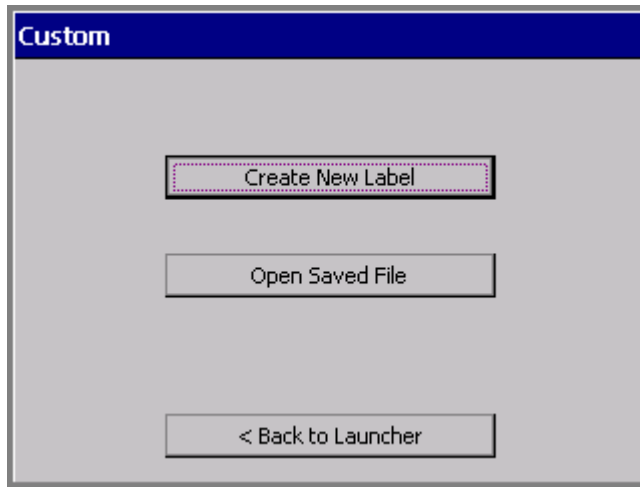 Custom
Create New Label
Open Saved File
< Back to Launcher